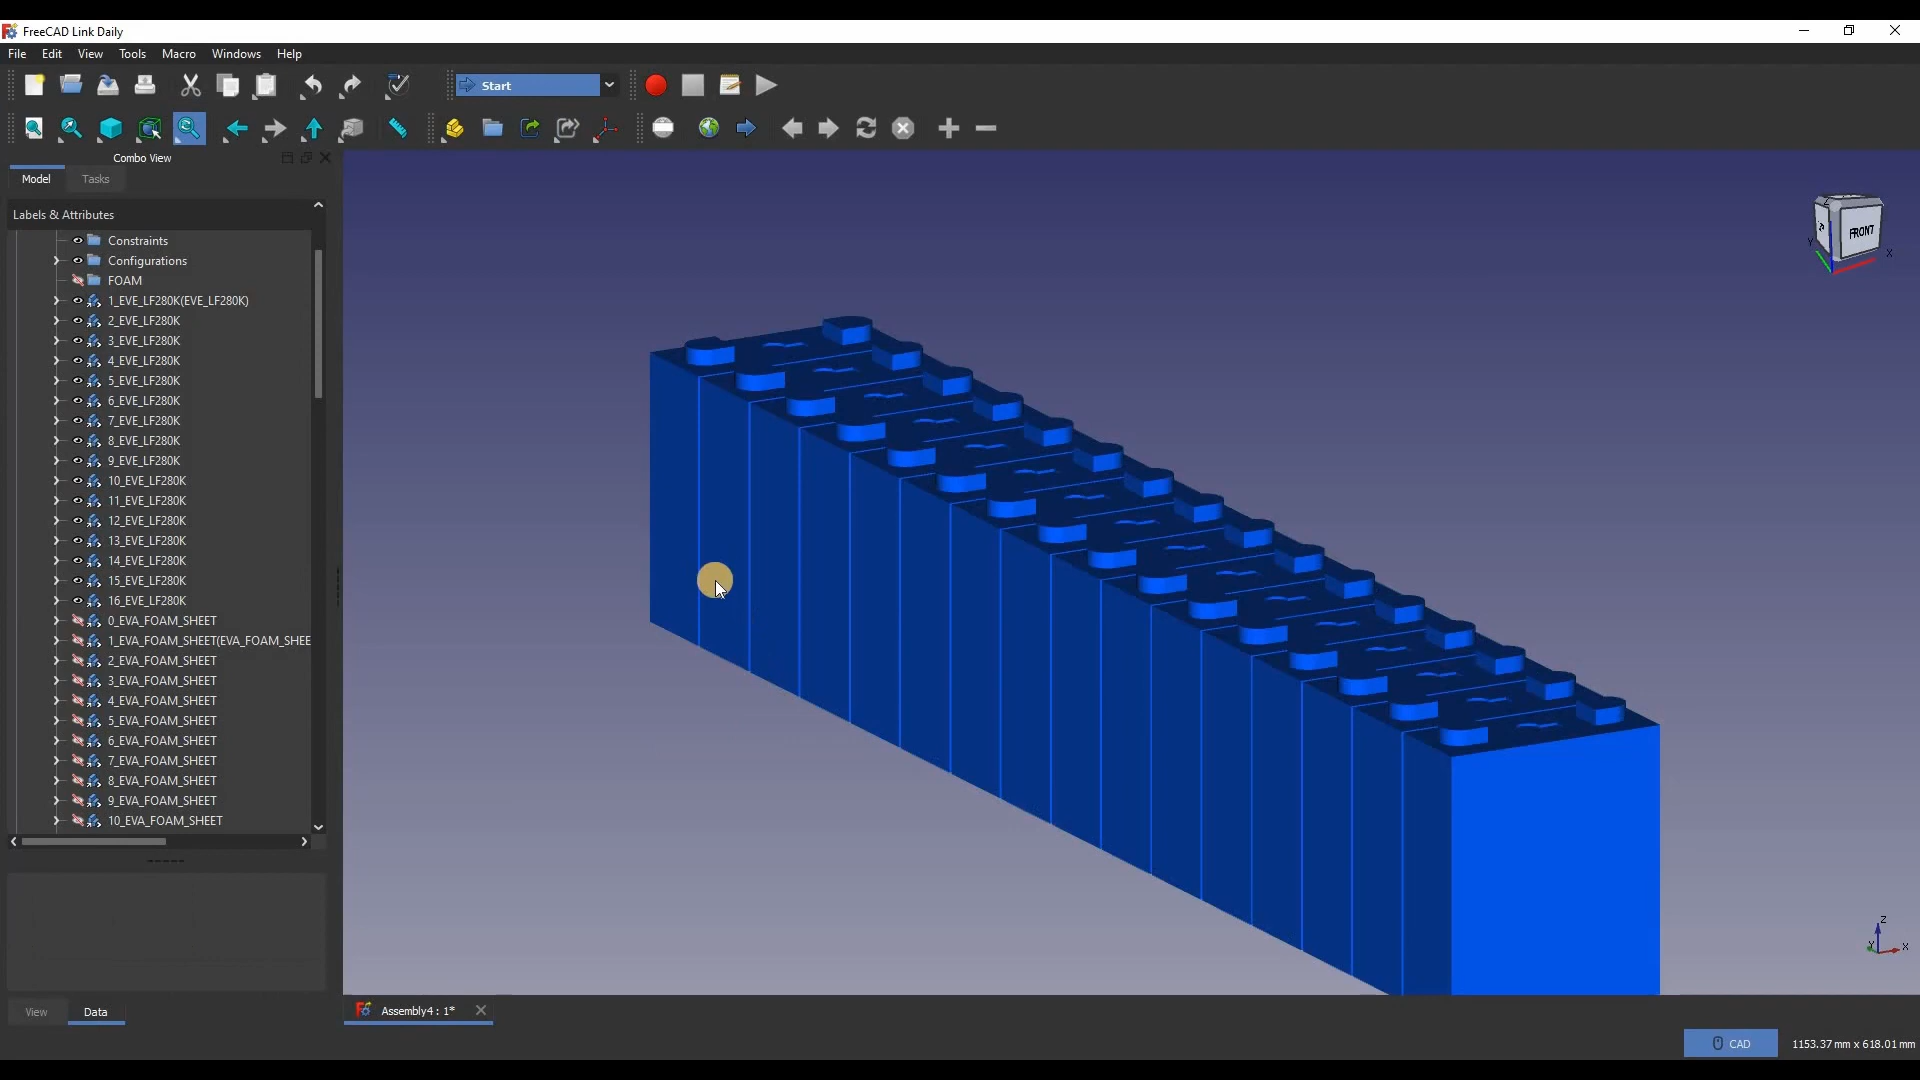 FreeCAD Link Daily
File Edit View Tools Macro Windows Help
Start
Combo View
Model Tasks
Labels & Attributes
Constraints
Configurations
FOAM
1_EVE_LF280K(EVE_LF280K)
2_EVE_LF280K
3_EVE_LF280K
4_EVE_LF280K
5_EVE_LF280K
6_EVE_LF280K
7_EVE_LF280K
8_EVE_LF280K
9_EVE_LF280K
10_EVE_LF280K
11_EVE_LF280K
12_EVE_LF280K
13_EVE_LF280K
14_EVE_LF280K
15_EVE_LF280K
16_EVE_LF280K
0_EVA_FOAM_SHEET
1_EVA_FOAM_SHEET(EVA_FOAM_SHEE
2_EVA_FOAM_SHEET
3_EVA_FOAM_SHEET
4_EVA_FOAM_SHEET
5_EVA_FOAM_SHEET
6_EVA_FOAM_SHEET
7_EVA_FOAM_SHEET
8_EVA_FOAM_SHEET
9_EVA_FOAM_SHEET
10_EVA_FOAM_SHEET
View Data
FRONT
Z
Y
X
Z
Y
X
Assembly4 : 1*
CAD
1153.37 mm x 618.01 mm